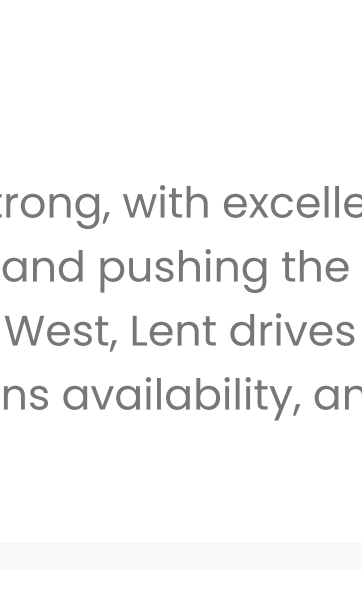 trong, with excelle
and pushing the
West, Lent drives
ns availability, an